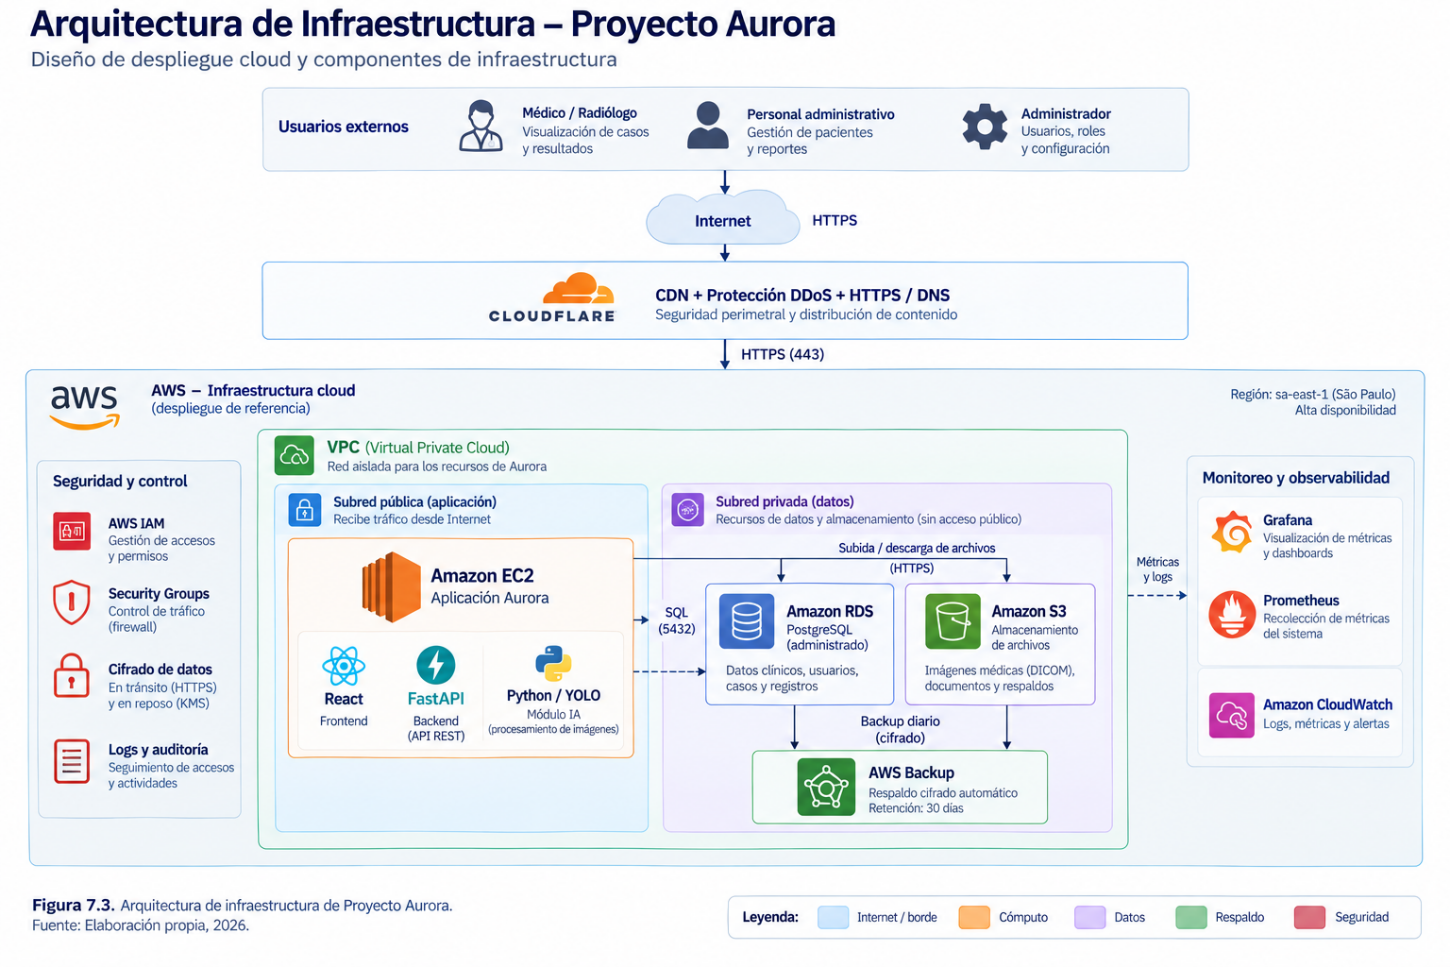 Arquitectura de Infraestructura – Proyecto Aurora
Diseño de despliegue cloud y componentes de infraestructura
Usuarios externos
Médico / Radiólogo
Visualización de casos
y resultados
Personal administrativo
Gestión de pacientes
y reportes
Administrador
Usuarios, roles
y configuración
Internet
HTTPS
CLOUDFLARE
CDN + Protección DDoS + HTTPS / DNS
Seguridad perimetral y distribución de contenido
HTTPS (443)
aws
AWS – Infraestructura cloud
(despliegue de referencia)
Región: sa-east-1 (São Paulo)
Alta disponibilidad
Seguridad y control
AWS IAM
Gestión de accesos
y permisos
Security Groups
Control de tráfico
(firewall)
Cifrado de datos
En tránsito (HTTPS)
y en reposo (KMS)
Logs y auditoría
Seguimiento de accesos
y actividades
VPC (Virtual Private Cloud)
Red aislada para los recursos de Aurora
Subred pública (aplicación)
Recibe tráfico desde Internet
Amazon EC2
Aplicación Aurora
React
Frontend
FastAPI
Backend
(API REST)
Python / YOLO
Módulo IA
(procesamiento de imágenes)
SQL
(5432)
Subred privada (datos)
Recursos de datos y almacenamiento (sin acceso público)
Subida / descarga de archivos
(HTTPS)
Amazon RDS
PostgreSQL
(administrado)
Datos clínicos, usuarios,
casos y registros
Amazon S3
Almacenamiento
de archivos
Imágenes médicas (DICOM),
documentos y respaldos
Backup diario
(cifrado)
AWS Backup
Respaldo cifrado automático
Retención: 30 días
Métricas
y logs
Monitoreo y observabilidad
Grafana
Visualización de métricas
y dashboards
Prometheus
Recolección de métricas
del sistema
Amazon CloudWatch
Logs, métricas y alertas
Figura 7.3. Arquitectura de infraestructura de Proyecto Aurora.
Fuente: Elaboración propia, 2026.
Leyenda:
Internet / borde
Cómputo
Datos
Respaldo
Seguridad